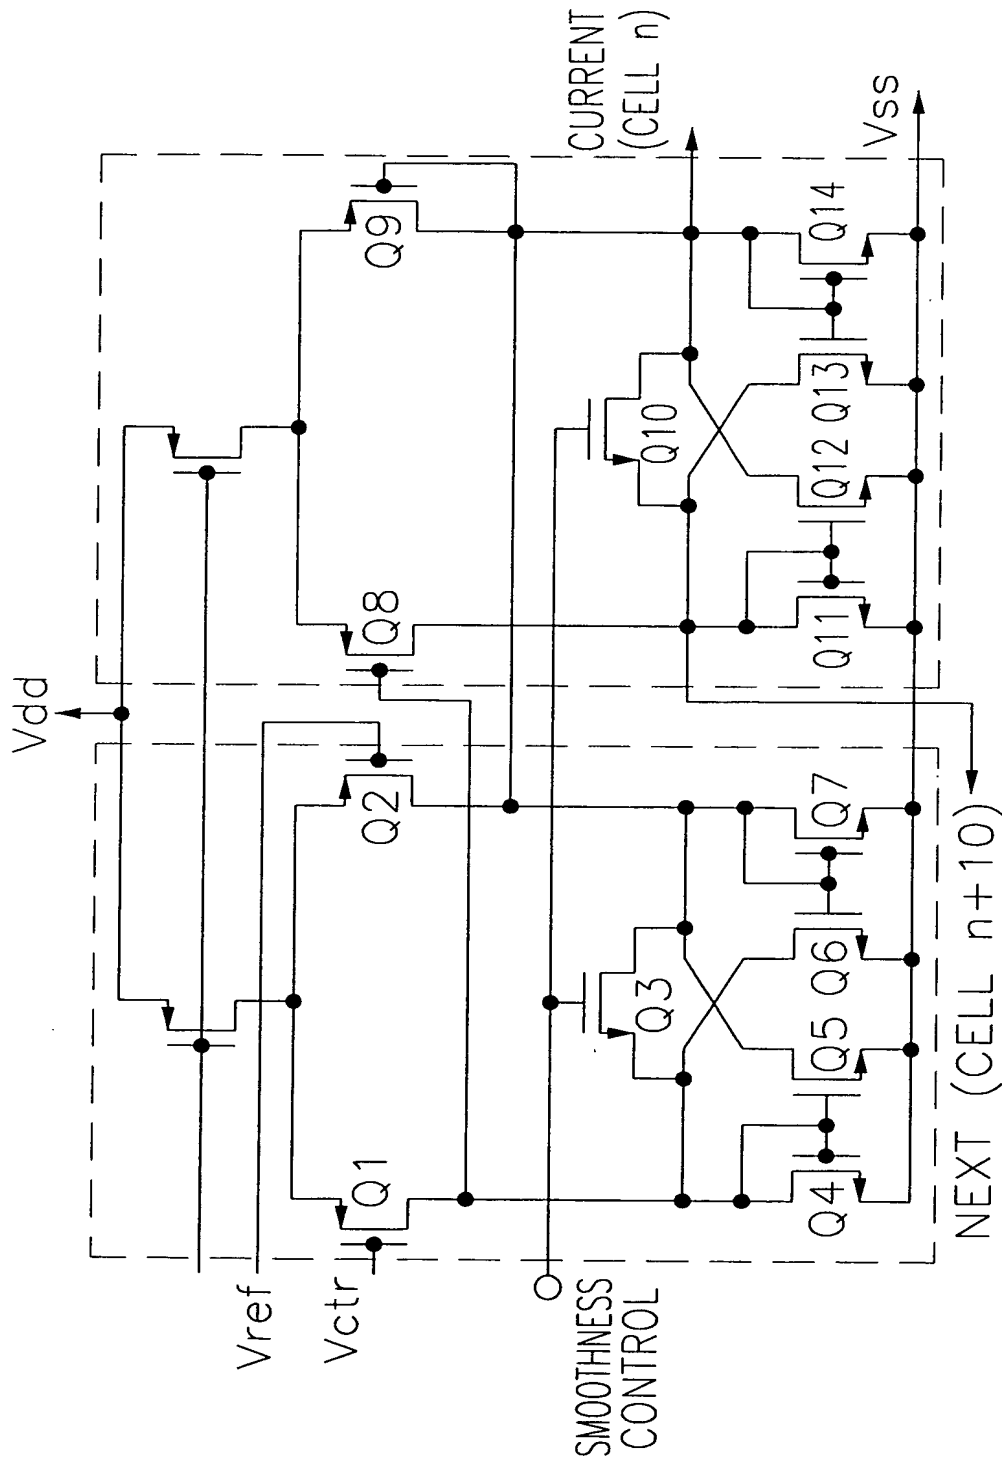 Vdd
Q8
Q9
Q1
Q2
Vref
Vctr
SMOOTHNESS
CONTROL
Q3
Q10
CURRENT
(CELL n)
Q4
Q5
Q6
Q7
Q11
Q12
Q13
Q14
Vss
NEXT (CELL n+10)